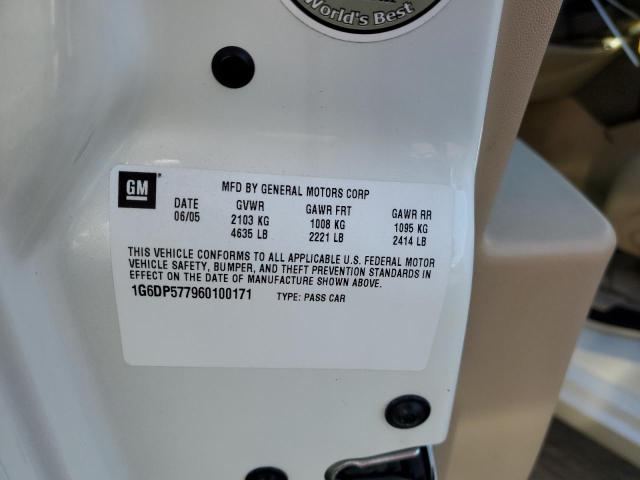 World's Best
GM
MFD BY GENERAL MOTORS CORP
DATE GVWR GAWR FRT GAWR RR
06/05 2103 KG 1008 KG 1095 KG
4635 LB 2221 LB 2414 LB
THIS VEHICLE CONFORMS TO ALL APPLICABLE U.S. FEDERAL MOTOR
VEHICLE SAFETY, BUMPER, AND THEFT PREVENTION STANDARDS IN
EFFECT ON THE DATE OF MANUFACTURE SHOWN ABOVE.
1G6DP577960100171 TYPE: PASS CAR